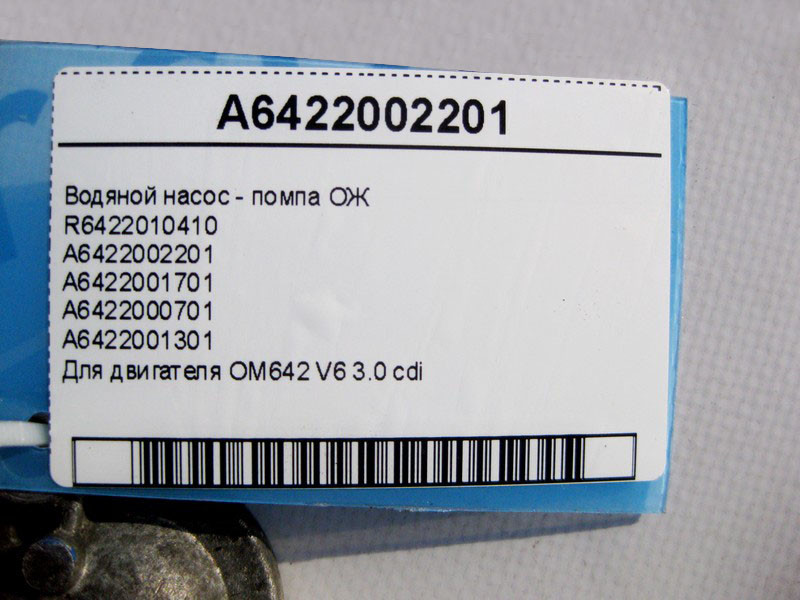 A6422002201
Водяной насос - помпа ОЖ
R6422010410
A6422002201
A6422001701
A6422000701
A6422001301
Для двигателя OM642 V6 3.0 cdi